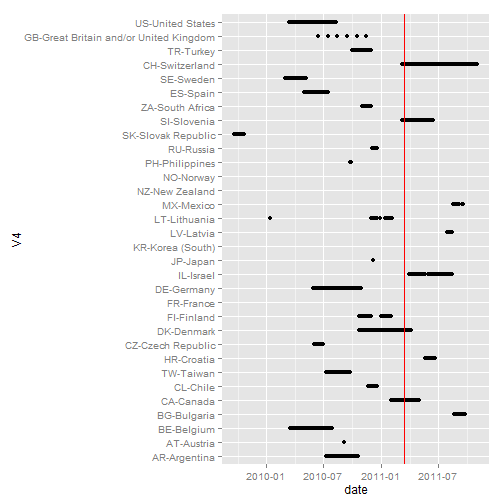 US-United States
GB-Great Britain and/or United Kingdom
TR-Turkey
CH-Switzerland
SE-Sweden
ES-Spain
ZA-South Africa
SI-Slovenia
SK-Slovak Republic
RU-Russia
PH-Philippines
NO-Norway
NZ-New Zealand
MX-Mexico
LT-Lithuania
LV-Latvia
KR-Korea (South)
JP-Japan
IL-Israel
DE-Germany
FR-France
FI-Finland
DK-Denmark
CZ-Czech Republic
HR-Croatia
TW-Taiwan
CL-Chile
CA-Canada
BG-Bulgaria
BE-Belgium
AT-Austria
AR-Argentina
V4
2010-01 2010-07 2011-01 2011-07
date